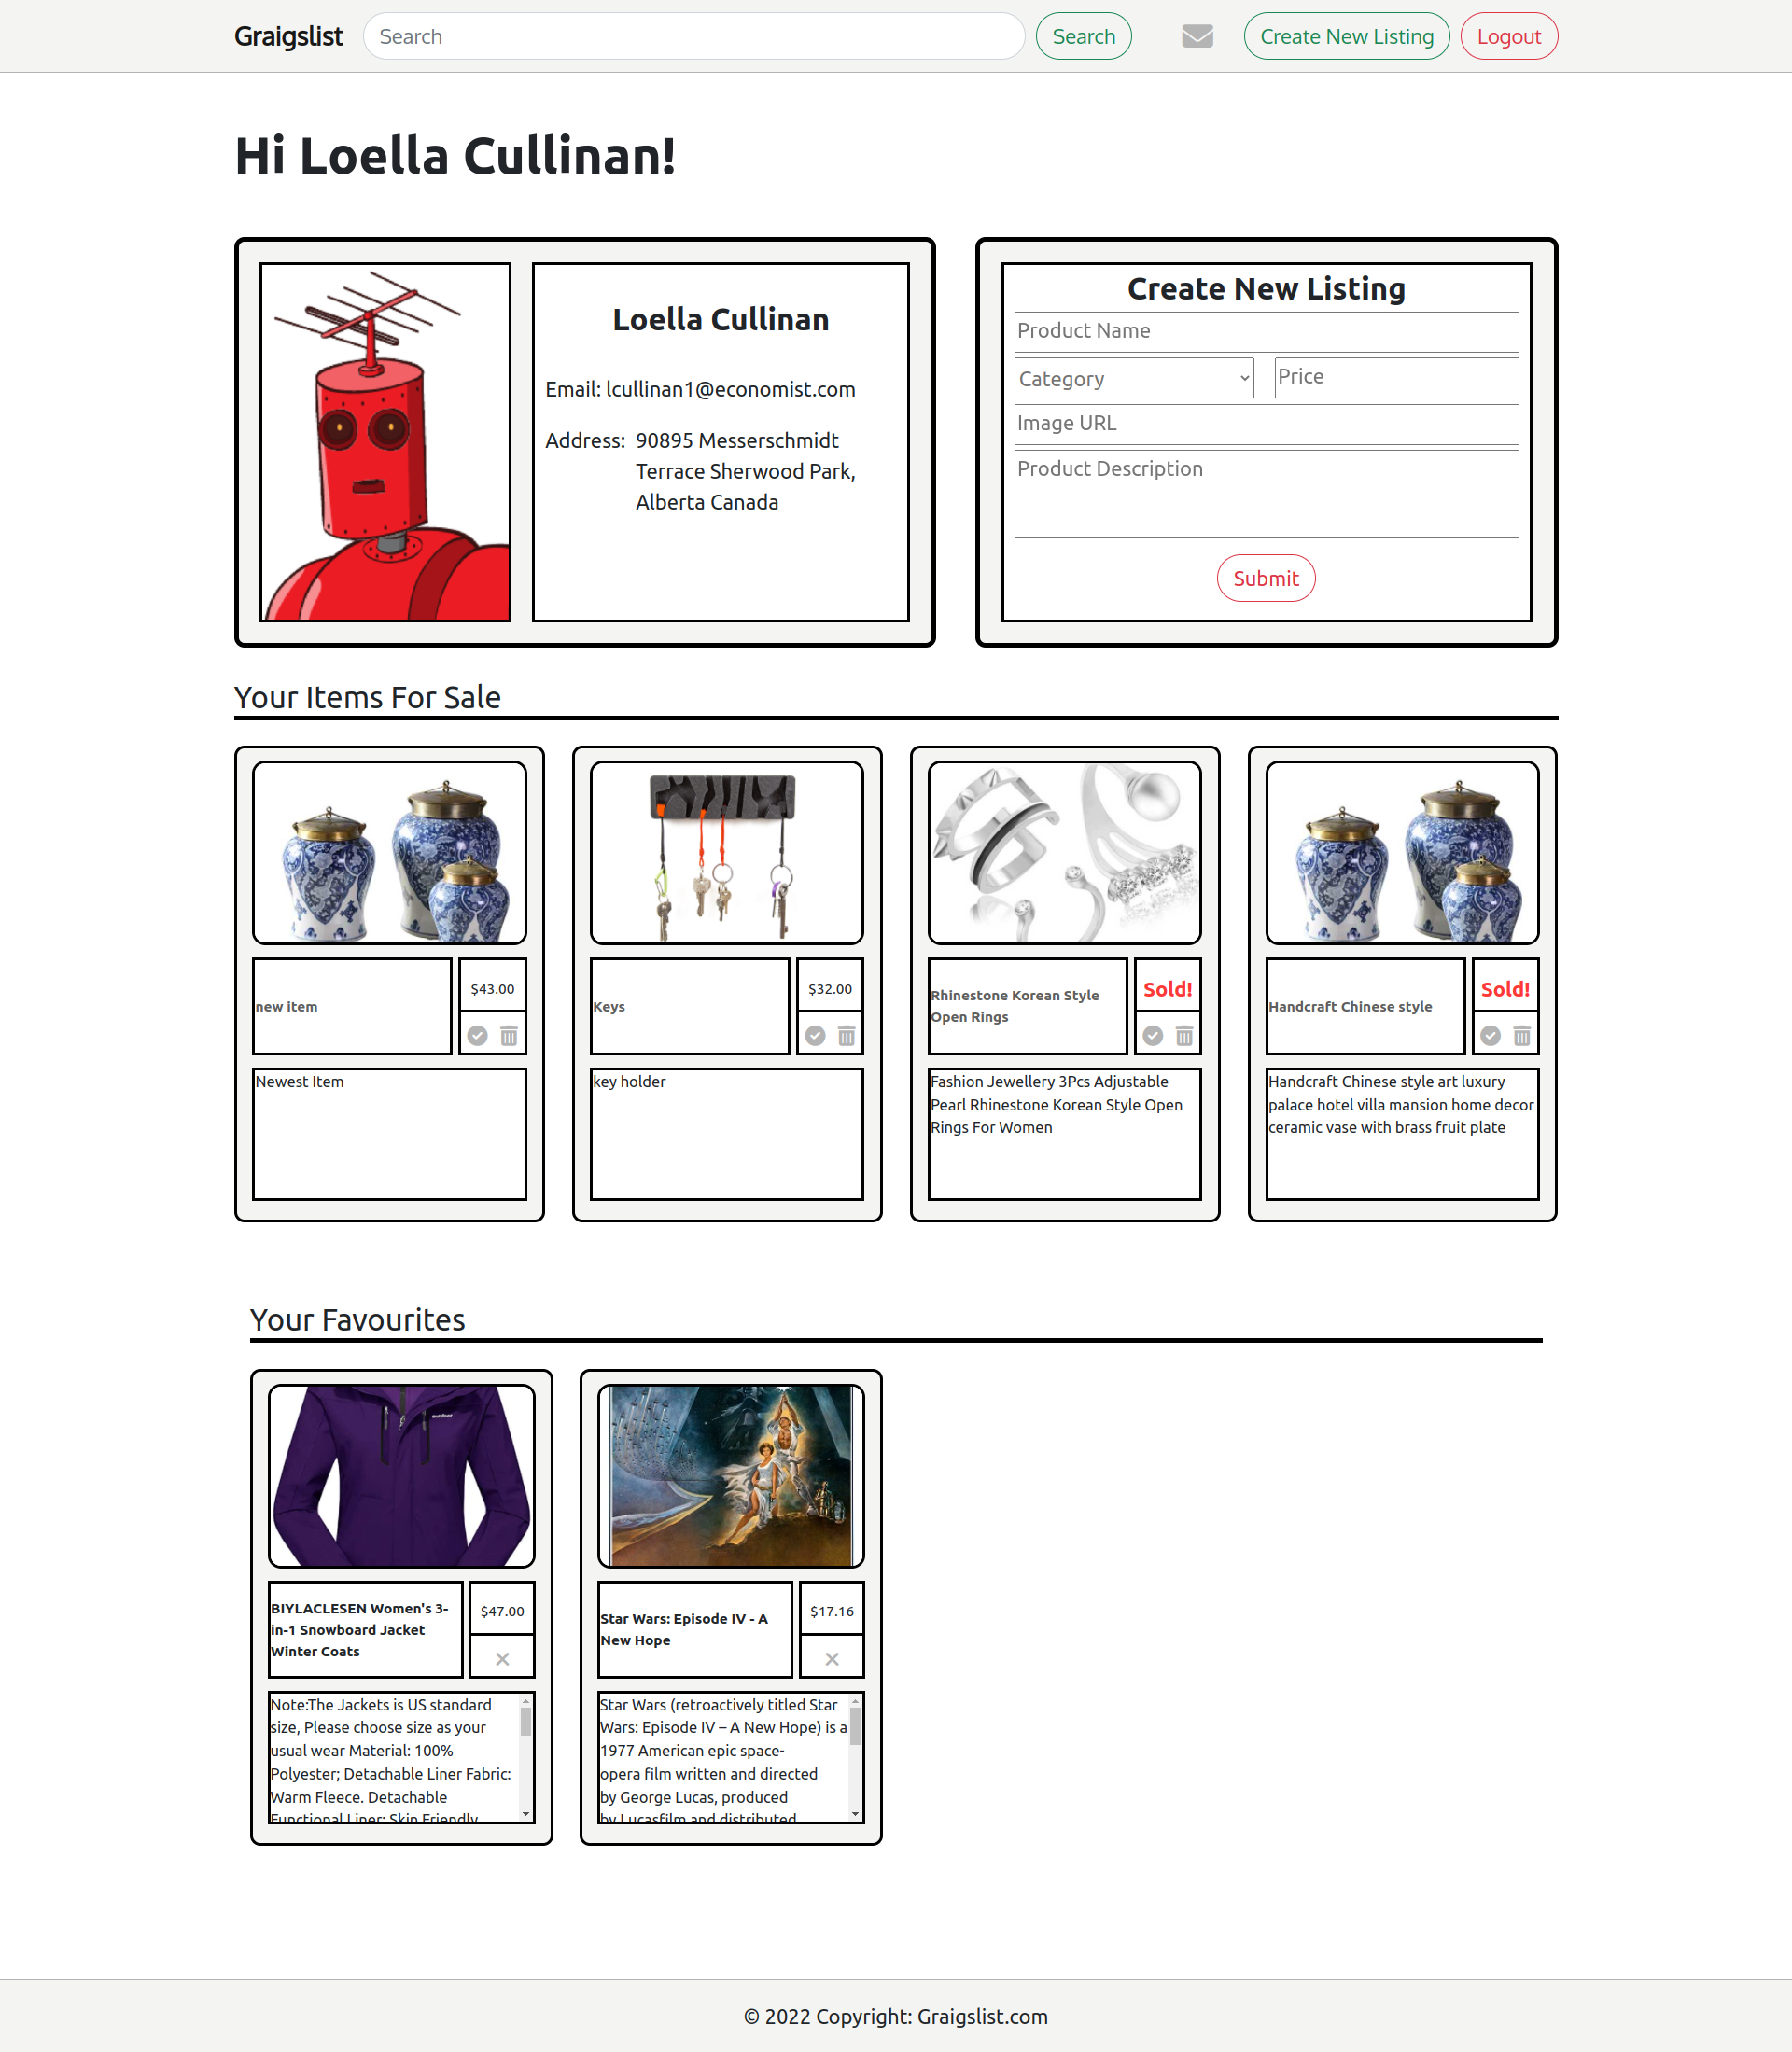 Graigslist
Search
Search
Create New Listing
Logout
Hi Loella Cullinan!
Loella Cullinan
Email: lcullinan1@economist.com
Address: 90895 Messerschmidt
Terrace Sherwood Park,
Alberta Canada
Create New Listing
Product Name
Category
Price
Image URL
Product Description
Submit
Your Items For Sale
new item
$43.00
Newest Item
Keys
$32.00
key holder
Rhinestone Korean Style
Open Rings
Sold!
Fashion Jewellery 3Pcs Adjustable
Pearl Rhinestone Korean Style Open
Rings For Women
Handcraft Chinese style
Sold!
Handcraft Chinese style art luxury
palace hotel villa mansion home decor
ceramic vase with brass fruit plate
Your Favourites
BIYLACLESEN Women's 3-
in-1 Snowboard Jacket
Winter Coats
$47.00
Note:The Jackets is US standard
size, Please choose size as your
usual wear Material: 100%
Polyester; Detachable Liner Fabric:
Warm Fleece. Detachable
Functional Liner: Skin Friendly
Star Wars: Episode IV - A
New Hope
$17.16
Star Wars (retroactively titled Star
Wars: Episode IV – A New Hope) is a
1977 American epic space-
opera film written and directed
by George Lucas, produced
by Lucasfilm and distributed
© 2022 Copyright: Graigslist.com